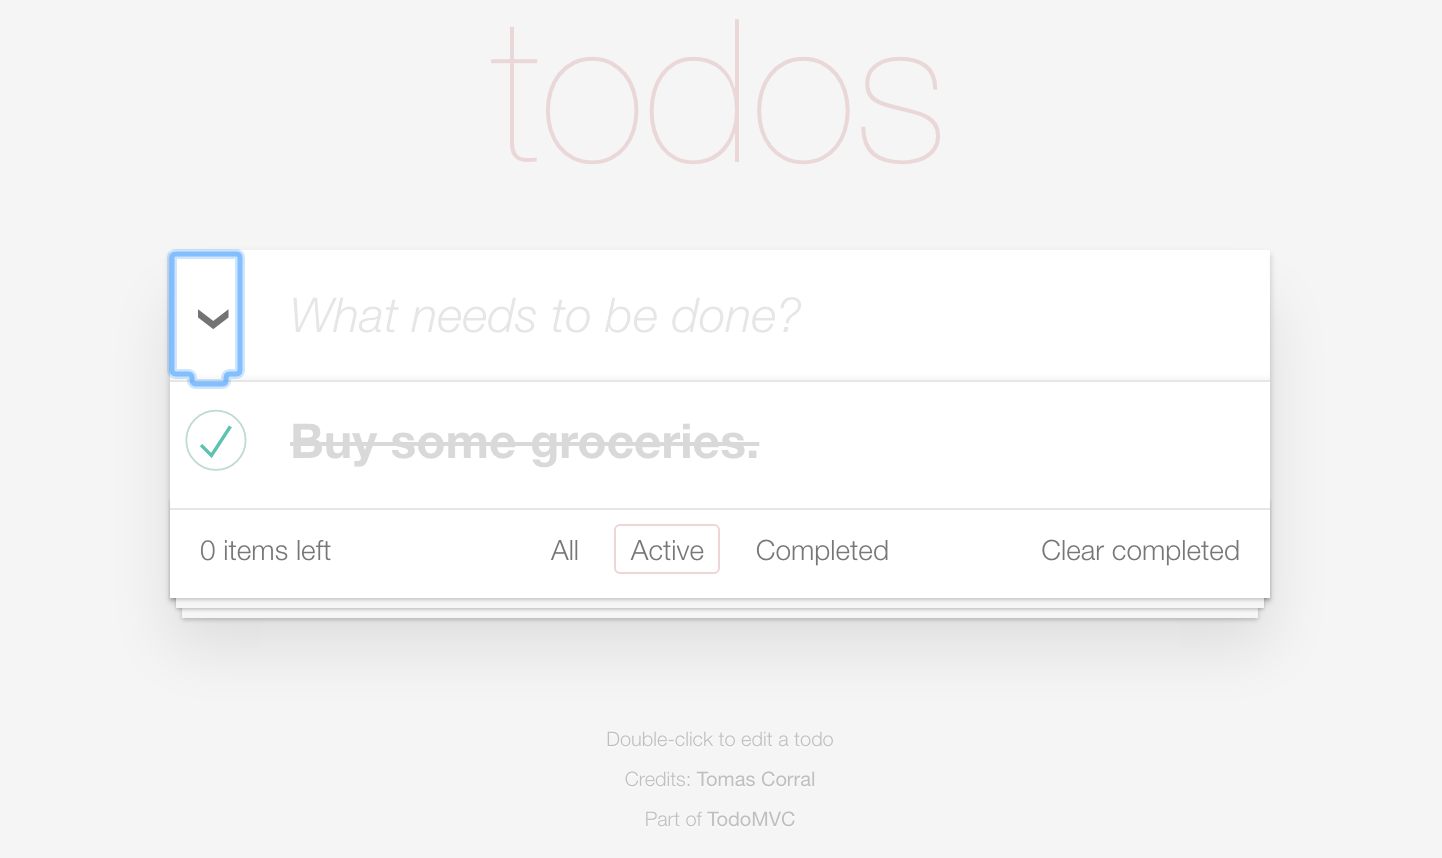 todos
What needs to be done?
Buy some groceries.
0 items left All Active Completed Clear completed
Double-click to edit a todo
Credits: Tomas Corral
Part of TodoMVC